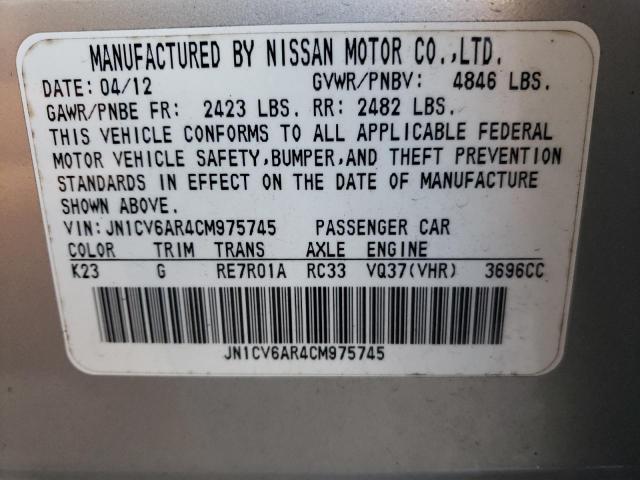 MANUFACTURED BY NISSAN MOTOR CO.,LTD.
DATE: 04/12 GVWR/PNBV: 4846 LBS.
GAWR/PNBE FR: 2423 LBS. RR: 2482 LBS.
THIS VEHICLE CONFORMS TO ALL APPLICABLE FEDERAL
MOTOR VEHICLE SAFETY,BUMPER,AND THEFT PREVENTION
STANDARDS IN EFFECT ON THE DATE OF MANUFACTURE
SHOWN ABOVE.
VIN:JN1CV6AR4CM975745 PASSENGER CAR
COLOR TRIM TRANS AXLE ENGINE
K23 G RE7R01A RC33 VQ37(VHR) 3696CC
JN1CV6AR4CM975745